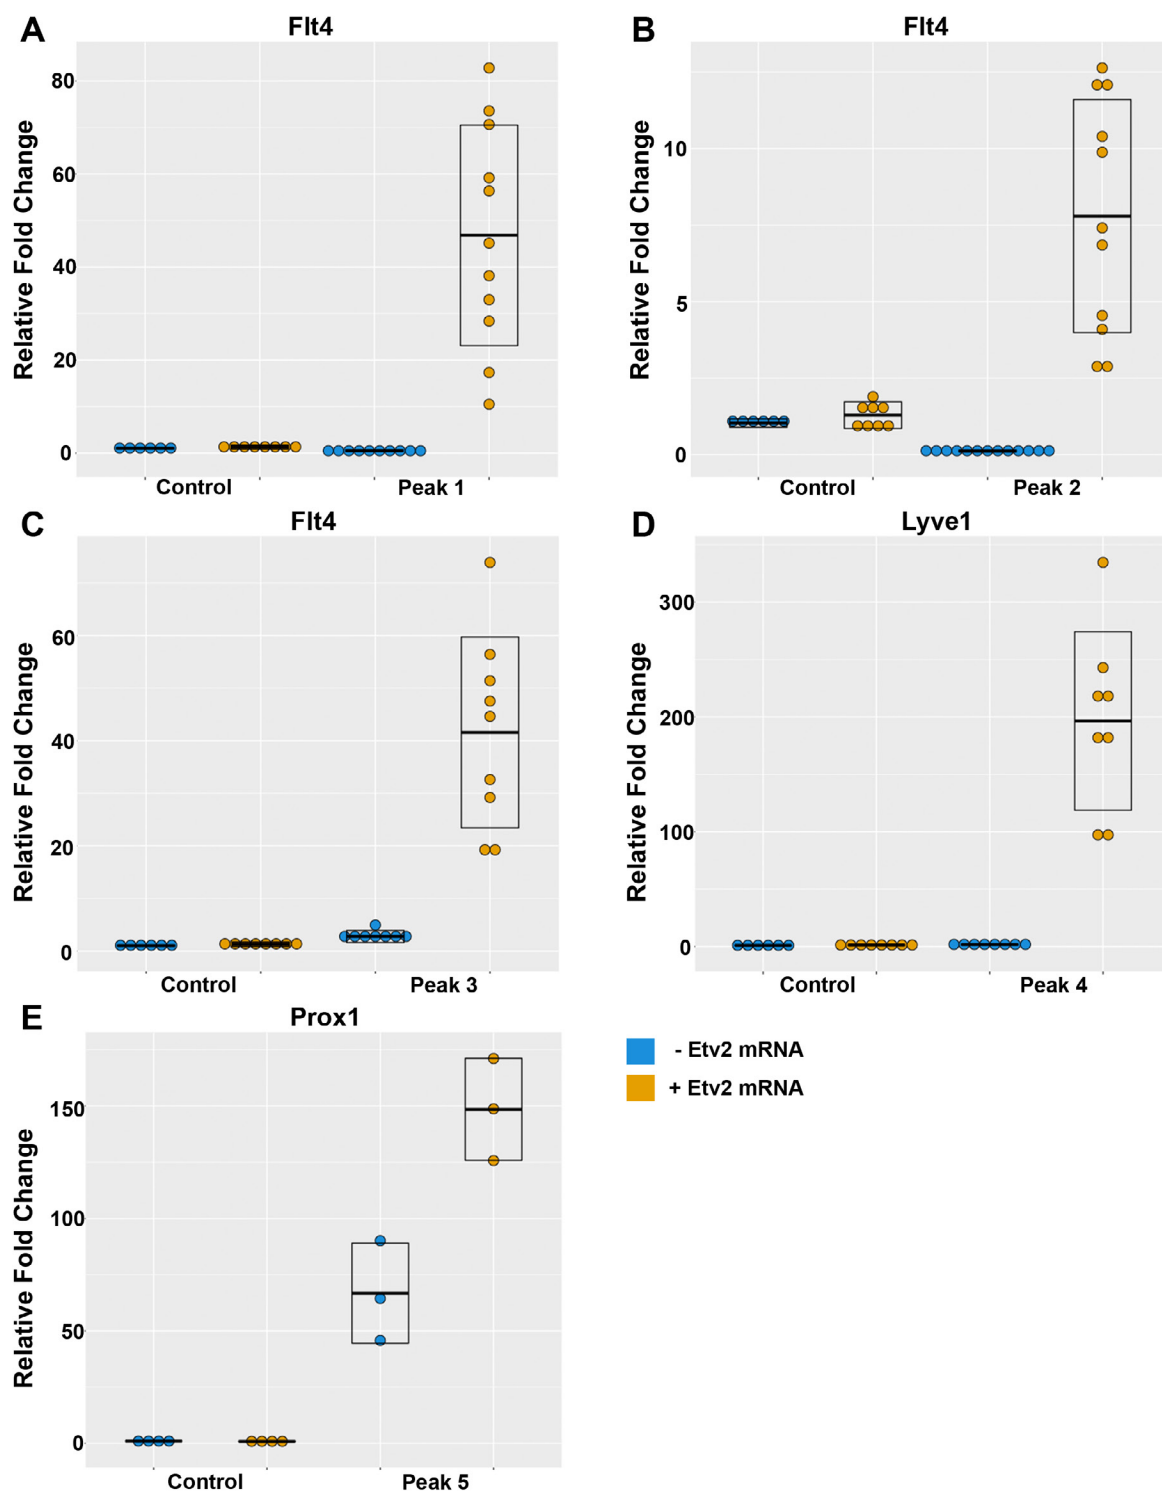 A
Flt4
Relative Fold Change
80
60
40
20
0
Control
Peak 1
B
Flt4
Relative Fold Change
10
5
0
Control
Peak 2
C
Flt4
Relative Fold Change
60
40
20
0
Control
Peak 3
D
Lyve1
Relative Fold Change
300
200
100
0
Control
Peak 4
E
Prox1
Relative Fold Change
150
100
50
0
Control
Peak 5
- Etv2 mRNA
+ Etv2 mRNA